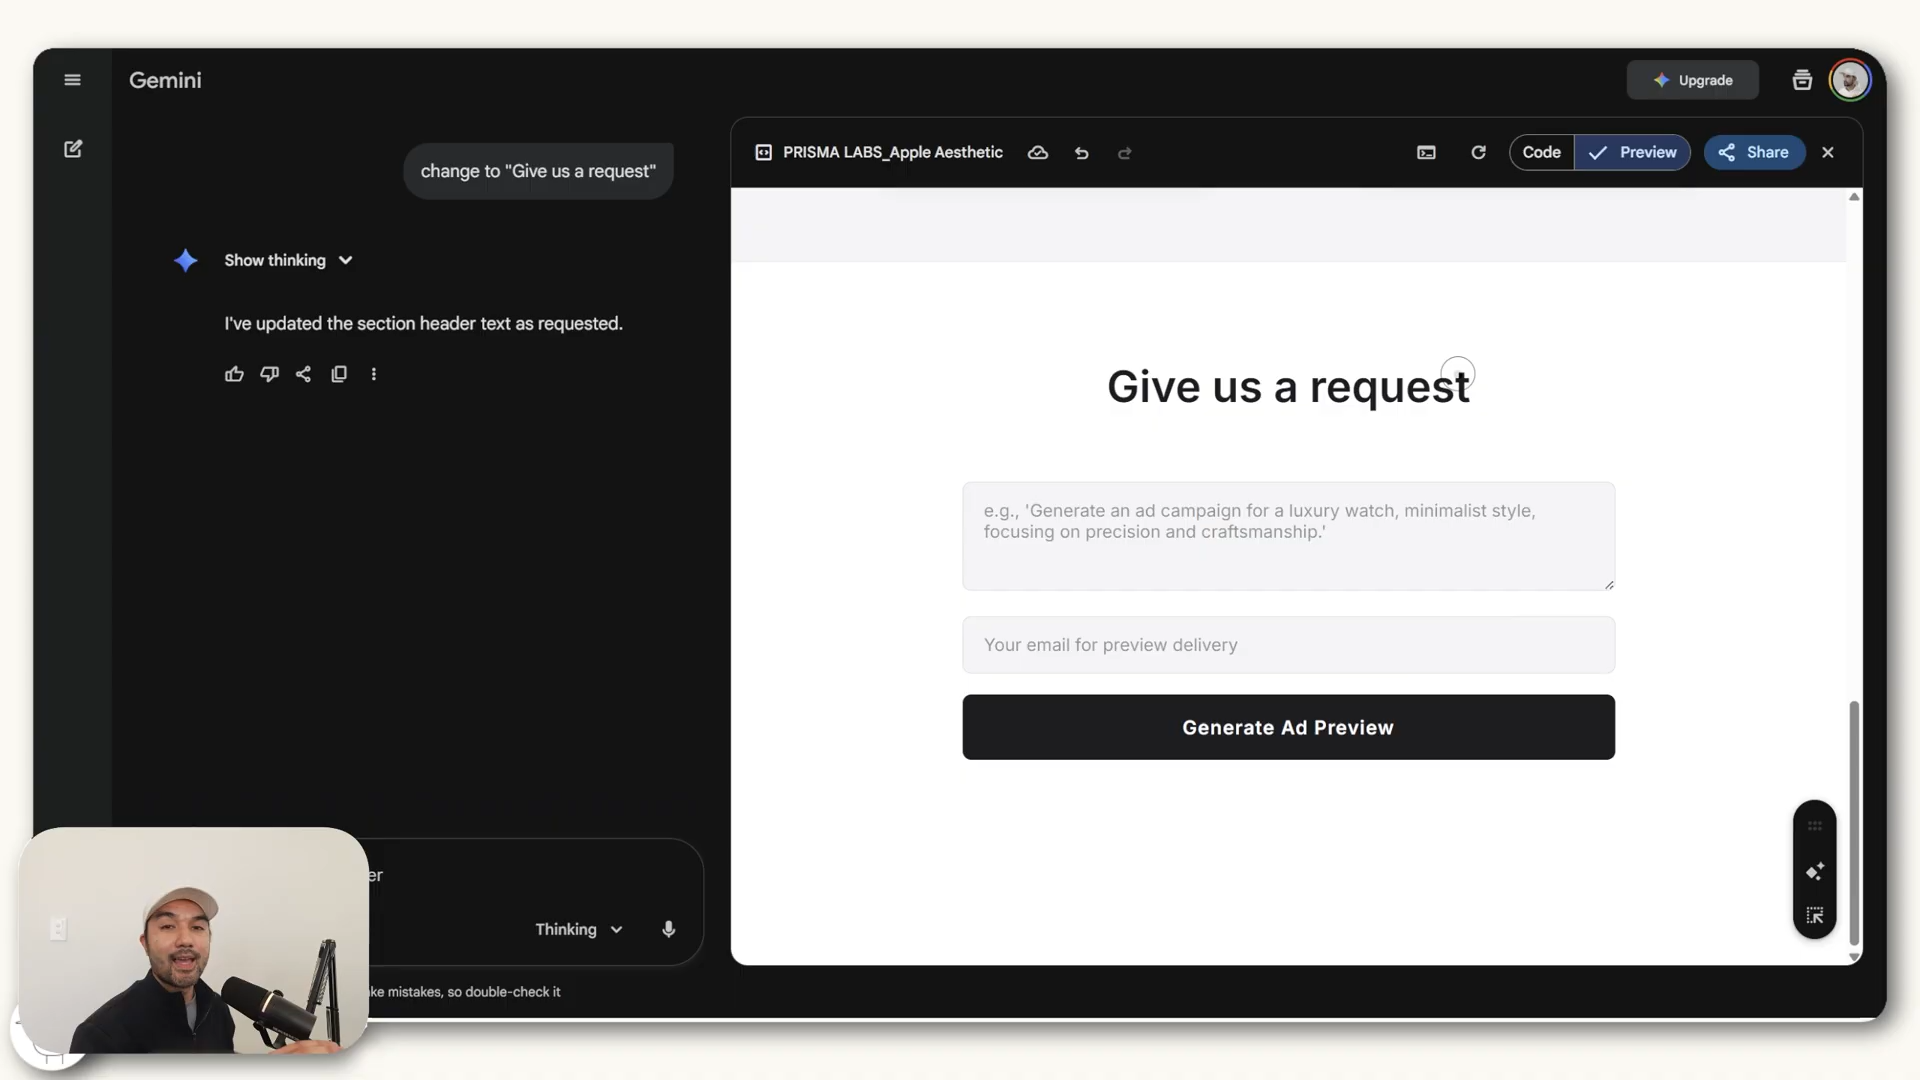 Gemini
Upgrade
change to "Give us a request"
Show thinking
I've updated the section header text as requested.
er
Thinking
ke mistakes, so double-check it
PRISMA LABS_Apple Aesthetic
Code
Preview
Share
Give us a request
e.g., 'Generate an ad campaign for a luxury watch, minimalist style,
focusing on precision and craftsmanship.'
Your email for preview delivery
Generate Ad Preview